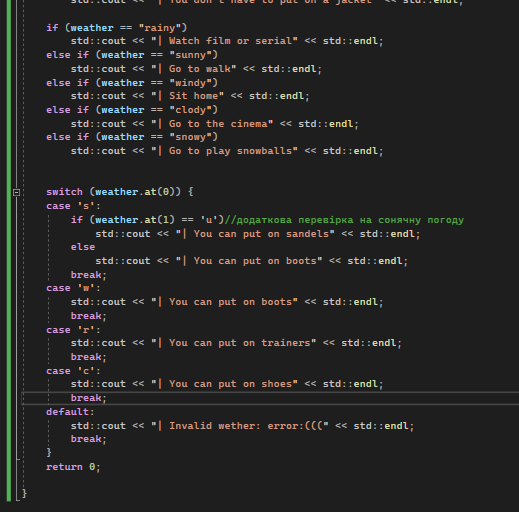 std::cout << "| You don't have to put on a jacket" << std::endl;
if (weather == "rainy")
std::cout << "| Watch film or serial" << std::endl;
else if (weather == "sunny")
std::cout << "| Go to walk" << std::endl;
else if (weather == "windy")
std::cout << "| Sit home" << std::endl;
else if (weather == "clody")
std::cout << "| Go to the cinema" << std::endl;
else if (weather == "snowy")
std::cout << "| Go to play snowballs" << std::endl;
switch (weather.at(0)) {
case 's':
if (weather.at(1) == 'u')//додаткова перевірка на сонячну погоду
std::cout << "| You can put on sandels" << std::endl;
else
std::cout << "| You can put on boots" << std::endl;
break;
case 'w':
std::cout << "| You can put on boots" << std::endl;
break;
case 'r':
std::cout << "| You can put on trainers" << std::endl;
break;
case 'c':
std::cout << "| You can put on shoes" << std::endl;
break;
default:
std::cout << "| Invalid wether: error:(((" << std::endl;
break;
}
return 0;
}